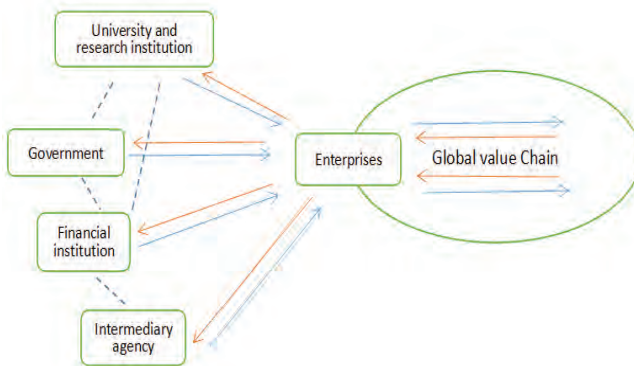 University and
research institution
Government
Enterprises
Global value Chain
Financial
institution
Intermediary
agency